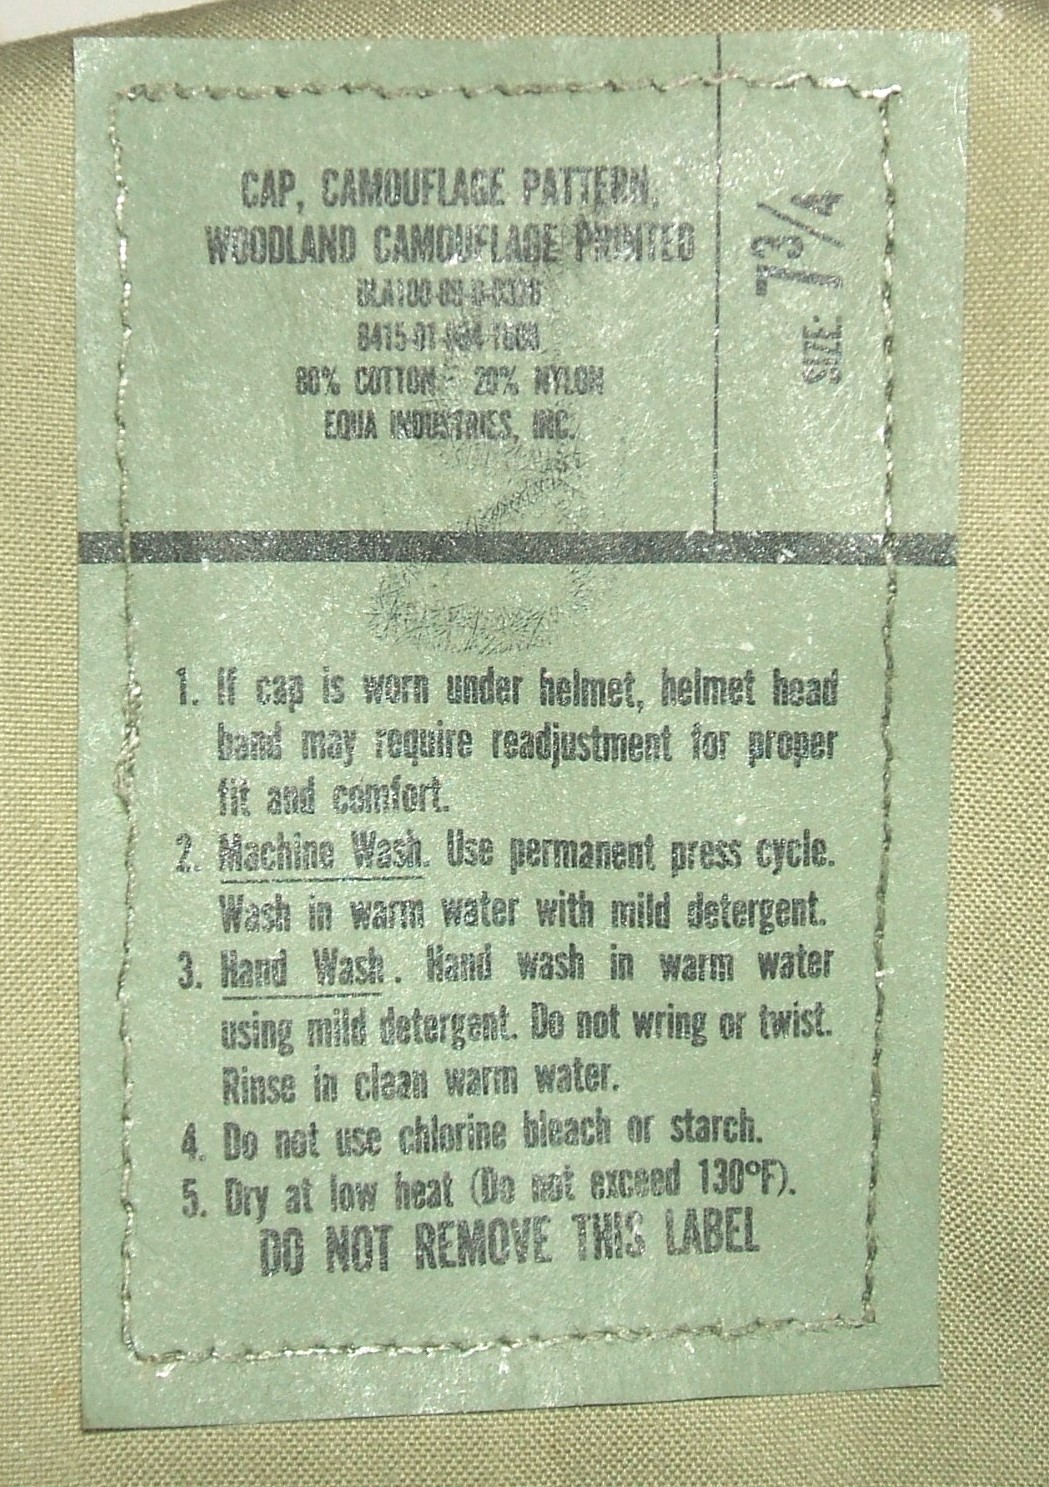 CAP, CAMOUFLAGE PATTERN,
WOODLAND CAMOUFLAGE PRINTED
80% COTTON 20% NYLON
EQUA INDUSTRIES, INC.
SIZE: 7 3/4
1. If cap is worn under helmet, helmet head
band may require readjustment for proper
fit and comfort.
2. Machine Wash. Use permanent press cycle.
Wash in warm water with mild detergent.
3. Hand Wash. Hand wash in warm water
using mild detergent. Do not wring or twist.
Rinse in clean warm water.
4. Do not use chlorine bleach or starch.
5. Dry at low heat (Do not exceed 130°F).
DO NOT REMOVE THIS LABEL